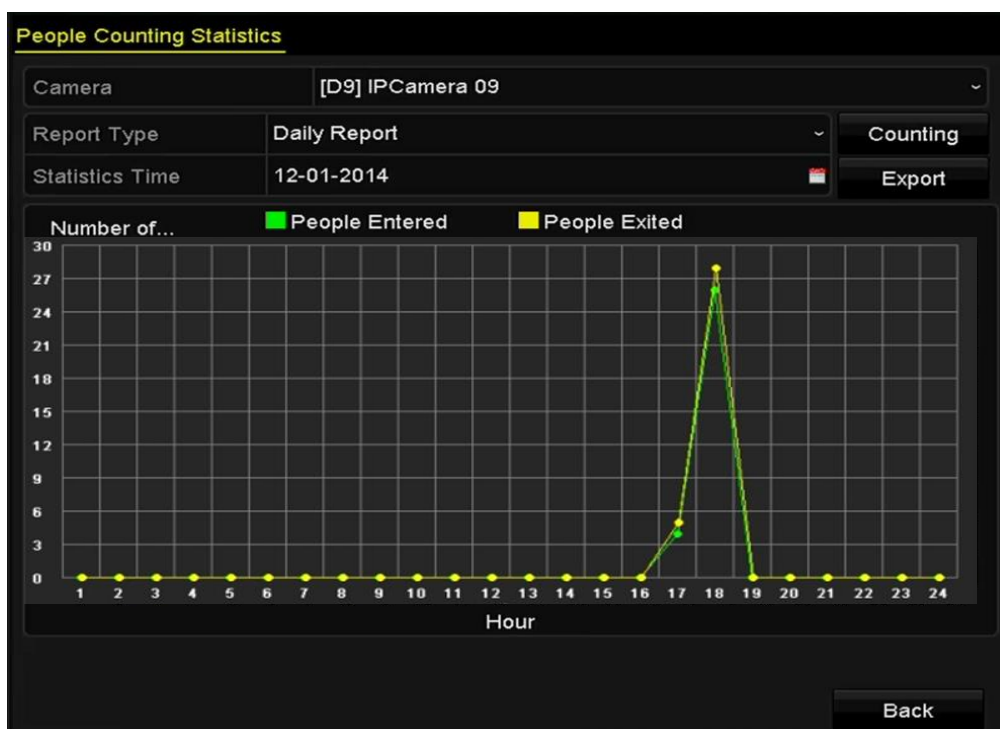 People Counting Statistics
Camera [D9] IPCamera 09
Report Type Daily Report Counting
Statistics Time 12-01-2014 Export
Number of... People Entered People Exited
30
27
24
21
18
15
12
9
6
3
0
1 2 3 4 5 6 7 8 9 10 11 12 13 14 15 16 17 18 19 20 21 22 23 24
Hour
Back